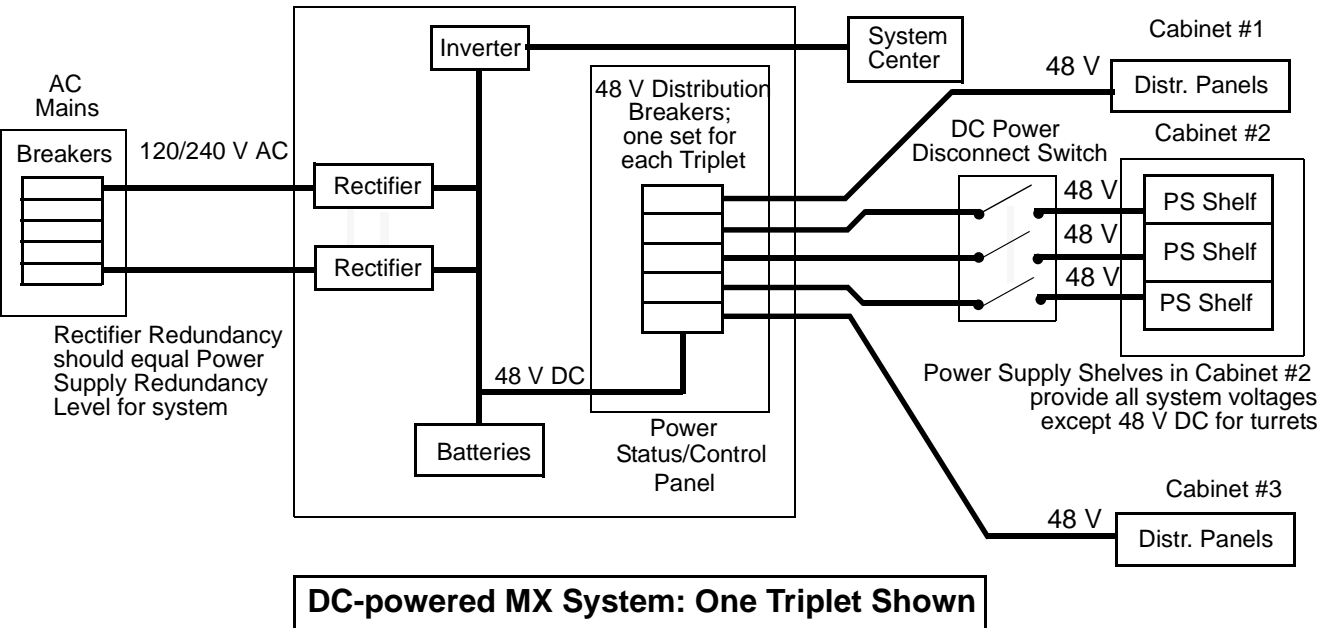 AC
Mains
Breakers
120/240 V AC
Rectifier
Rectifier
Rectifier Redundancy
should equal Power
Supply Redundancy
Level for system
Inverter
48 V DC
Batteries
48 V Distribution
Breakers;
one set for
each Triplet
Power
Status/Control
Panel
System
Center
Cabinet #1
48 V
Distr. Panels
DC Power
Disconnect Switch
Cabinet #2
48 V
PS Shelf
48 V
PS Shelf
48 V
PS Shelf
Power Supply Shelves in Cabinet #2
provide all system voltages
except 48 V DC for turrets
Cabinet #3
48 V
Distr. Panels
DC-powered MX System: One Triplet Shown